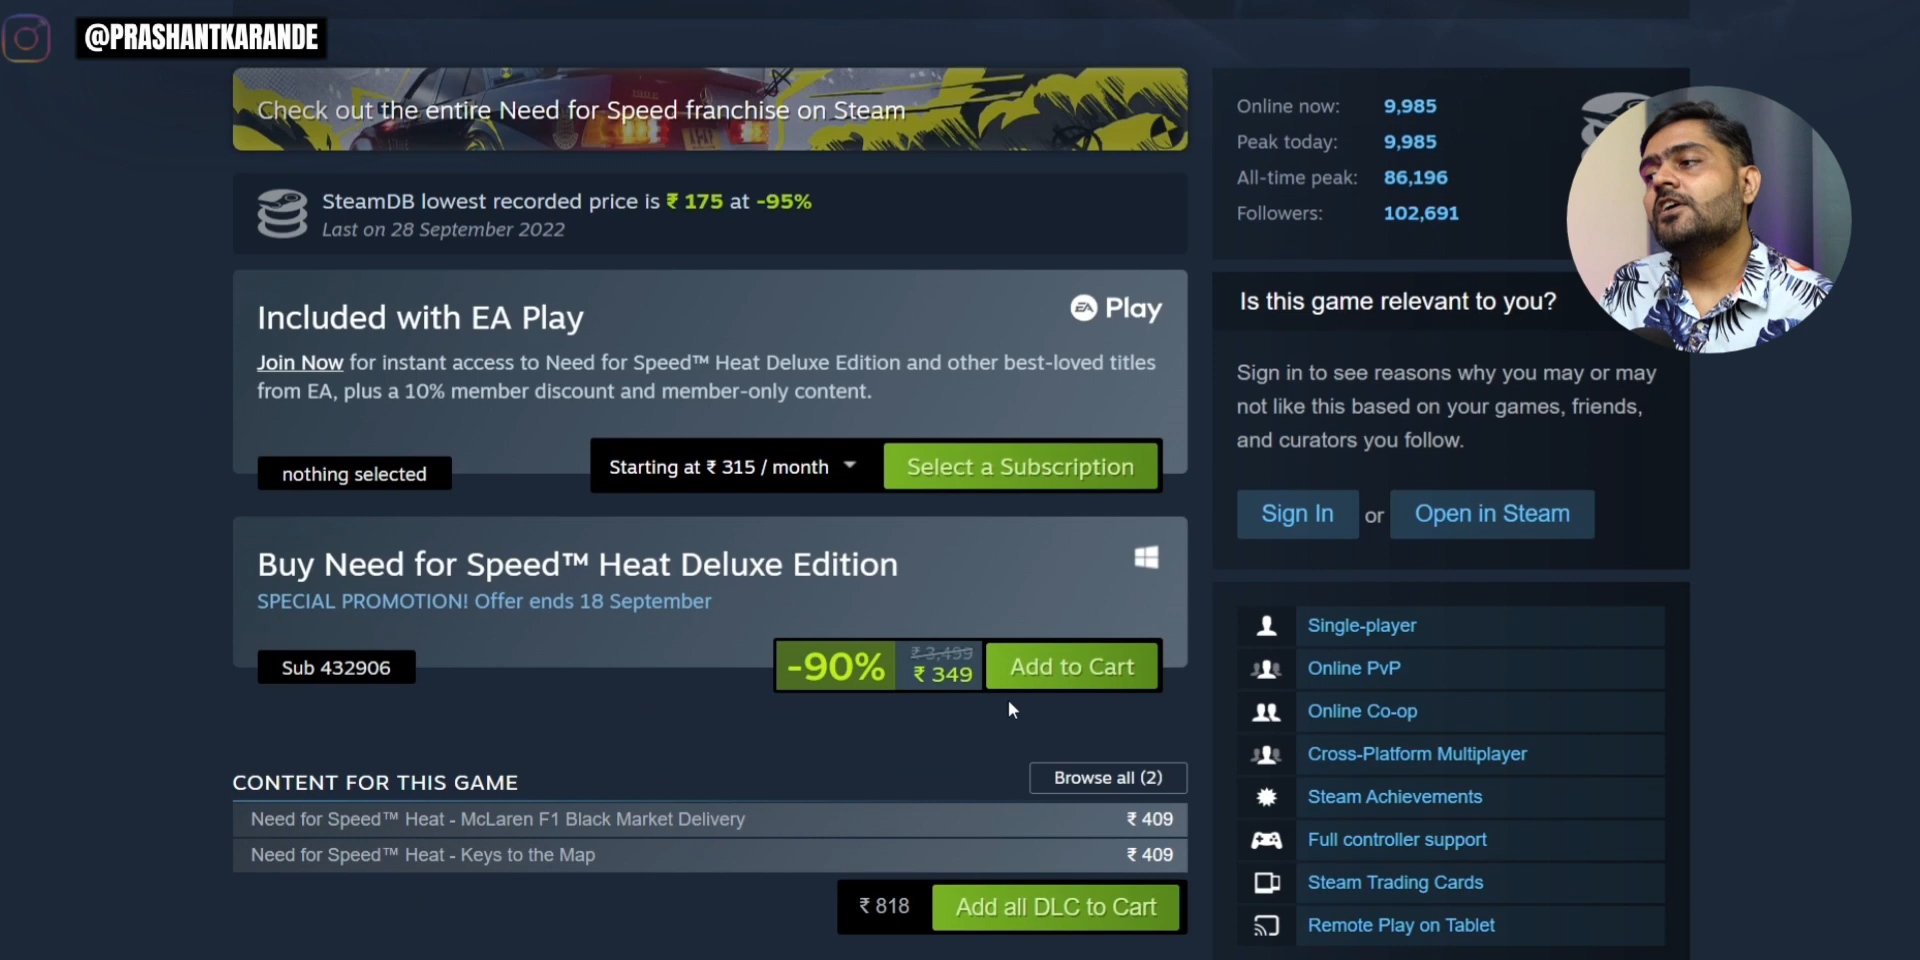 @PRASHANTKARANDE
Check out the entire Need for Speed franchise on Steam
SteamDB lowest recorded price is ₹ 175 at -95%
Last on 28 September 2022
Included with EA Play
EA Play
Join Now for instant access to Need for Speed™ Heat Deluxe Edition and other best-loved titles
from EA, plus a 10% member discount and member-only content.
nothing selected
Starting at ₹ 315 / month
Select a Subscription
Buy Need for Speed™ Heat Deluxe Edition
SPECIAL PROMOTION! Offer ends 18 September
Sub 432906
-90%
₹ 3,499
₹ 349
Add to Cart
CONTENT FOR THIS GAME
Browse all (2)
Need for Speed™ Heat - McLaren F1 Black Market Delivery ₹ 409
Need for Speed™ Heat - Keys to the Map ₹ 409
₹ 818
Add all DLC to Cart
Online now: 9,985
Peak today: 9,985
All-time peak: 86,196
Followers: 102,691
Is this game relevant to you?
Sign in to see reasons why you may or may
not like this based on your games, friends,
and curators you follow.
Sign In or Open in Steam
Single-player
Online PvP
Online Co-op
Cross-Platform Multiplayer
Steam Achievements
Full controller support
Steam Trading Cards
Remote Play on Tablet